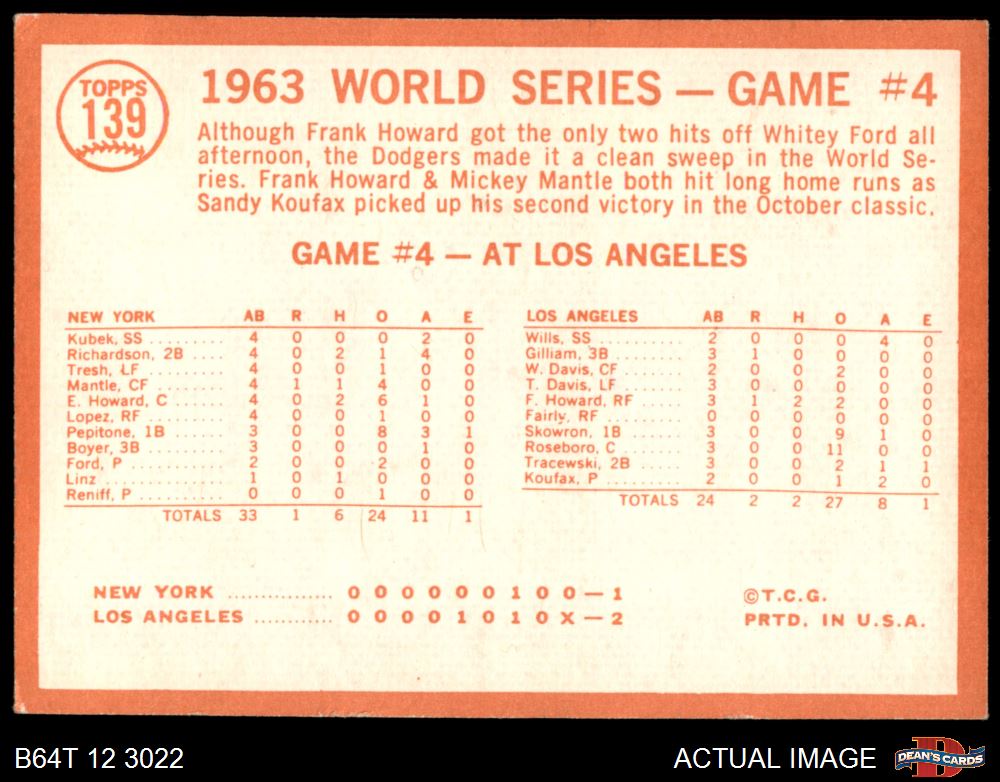 TOPPS
139
1963 WORLD SERIES — GAME #4
Although Frank Howard got the only two hits off Whitey Ford all
afternoon, the Dodgers made it a clean sweep in the World Se-
ries. Frank Howard & Mickey Mantle both hit long home runs as
Sandy Koufax picked up his second victory in the October classic.
GAME #4 — AT LOS ANGELES
NEW YORK AB R H O A E
Kubek, SS ........ 4 0 0 0 2 0
Richardson, 2B .... 4 0 2 1 4 0
Tresh, LF ........ 4 0 0 1 0 0
Mantle, CF ........ 4 1 1 4 0 0
E. Howard, C ...... 4 0 2 6 1 0
Lopez, RF ........ 4 0 0 1 0 0
Pepitone, 1B ...... 3 0 0 8 3 1
Boyer, 3B ........ 3 0 0 0 1 0
Ford, P .......... 2 0 0 2 0 0
Linz ............ 1 0 1 0 0 0
Reniff, P ........ 0 0 0 1 0 0
TOTALS 33 1 6 24 11 1
LOS ANGELES AB R H O A E
Wills, SS ........ 2 0 0 0 4 0
Gilliam, 3B ...... 3 1 0 0 0 0
W. Davis, CF ...... 2 0 0 2 0 0
T. Davis, LF ...... 3 0 0 0 0 0
F. Howard, RF .... 3 1 2 2 0 0
Fairly, RF ........ 0 0 0 0 0 0
Skowron, 1B ...... 3 0 0 9 1 0
Roseboro, C ...... 3 0 0 11 0 0
Tracewski, 2B .... 3 0 0 2 1 1
Koufax, P ........ 2 0 0 1 2 0
TOTALS 24 2 2 27 8 1
NEW YORK ............... 0 0 0 0 0 0 1 0 0 — 1
LOS ANGELES ........... 0 0 0 0 1 0 1 0 X — 2
©T.C.G.
PRTD. IN U.S.A.
B64T 12 3022
ACTUAL IMAGE
D
DEAN'S CARDS